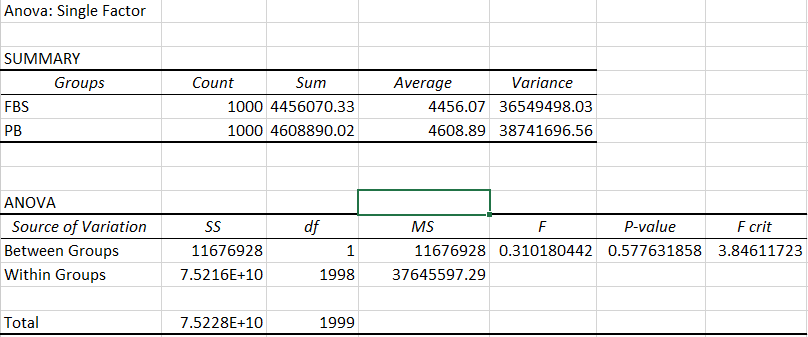 Anova: Single Factor
SUMMARY
Groups Count Sum Average Variance
FBS 1000 4456070.33 4456.07 36549498.03
PB 1000 4608890.02 4608.89 38741696.56
ANOVA
Source of Variation SS df MS F P-value F crit
Between Groups 11676928 1 11676928 0.310180442 0.577631858 3.84611723
Within Groups 7.5216E+10 1998 37645597.29
Total 7.5228E+10 1999